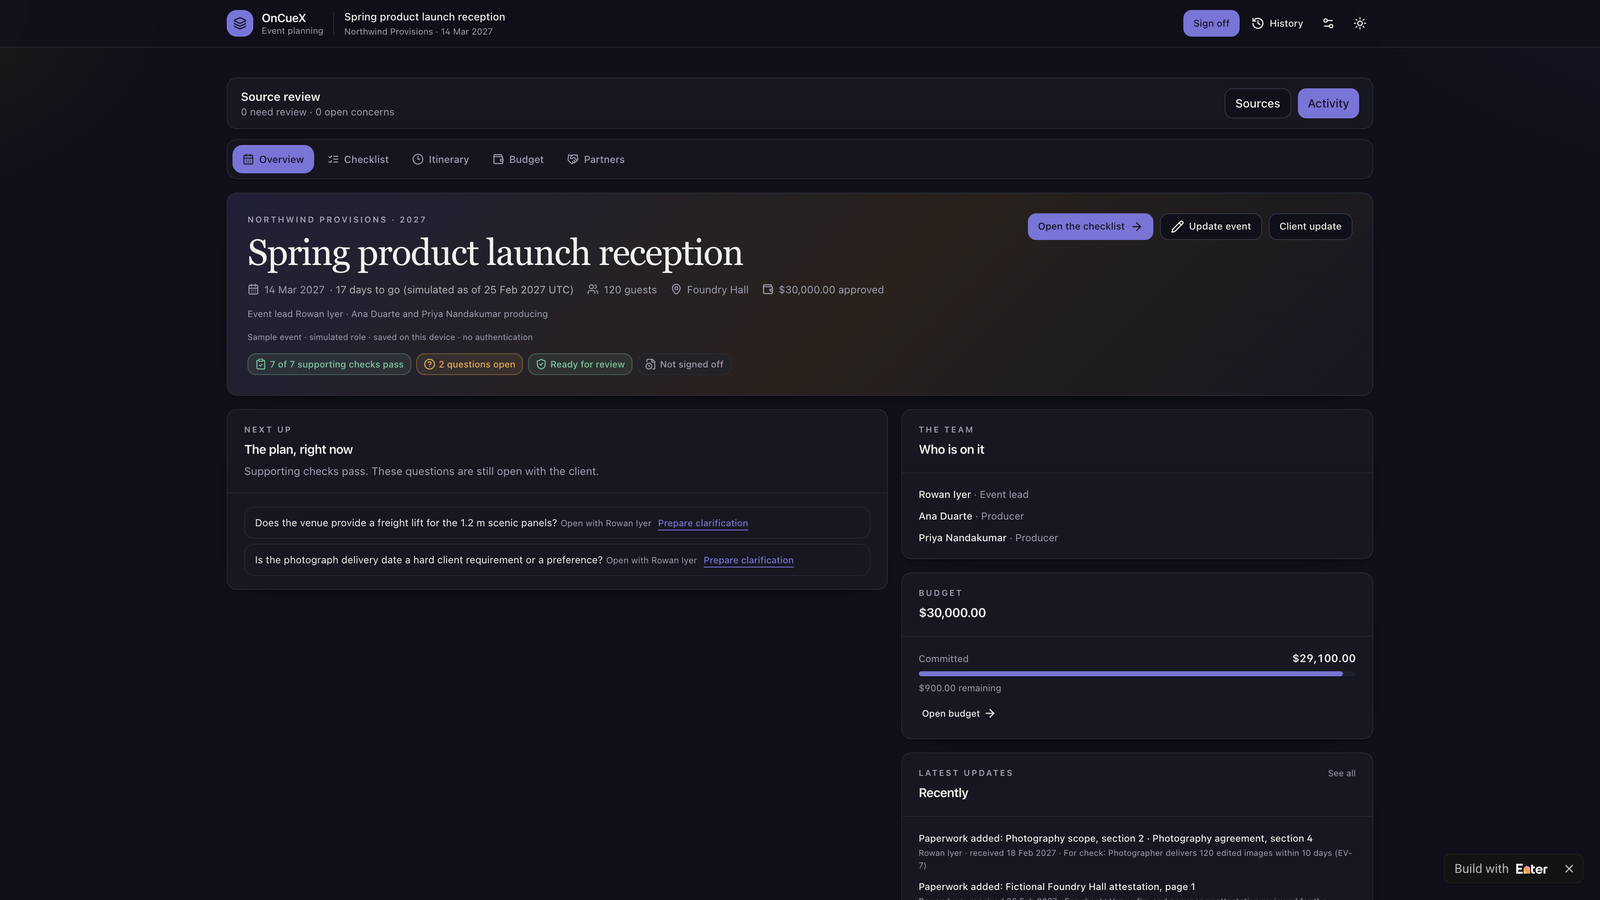 OnCueX
Event planning
Spring product launch reception
Northwind Provisions · 14 Mar 2027
Sign off
History
Source review
0 need review · 0 open concerns
Sources
Activity
Overview
Checklist
Itinerary
Budget
Partners
NORTHWIND PROVISIONS · 2027
Spring product launch reception
Open the checklist
Update event
Client update
14 Mar 2027 · 17 days to go (simulated as of 25 Feb 2027 UTC)
120 guests
Foundry Hall
$30,000.00 approved
Event lead Rowan Iyer · Ana Duarte and Priya Nandakumar producing
Sample event · simulated role · saved on this device · no authentication
7 of 7 supporting checks pass
2 questions open
Ready for review
Not signed off
NEXT UP
The plan, right now
Supporting checks pass. These questions are still open with the client.
Does the venue provide a freight lift for the 1.2 m scenic panels? Open with Rowan Iyer Prepare clarification
Is the photograph delivery date a hard client requirement or a preference? Open with Rowan Iyer Prepare clarification
THE TEAM
Who is on it
Rowan Iyer · Event lead
Ana Duarte · Producer
Priya Nandakumar · Producer
BUDGET
$30,000.00
Committed
$29,100.00
$900.00 remaining
Open budget
LATEST UPDATES
See all
Recently
Paperwork added: Photography scope, section 2 · Photography agreement, section 4
Rowan Iyer · received 18 Feb 2027 · For check: Photographer delivers 120 edited images within 10 days (EV-
7)
Paperwork added: Fictional Foundry Hall attestation, page 1
Build with Enter